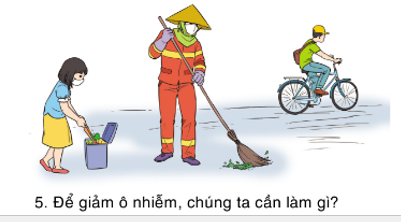 5. Để giảm ô nhiễm, chúng ta cần làm gì?